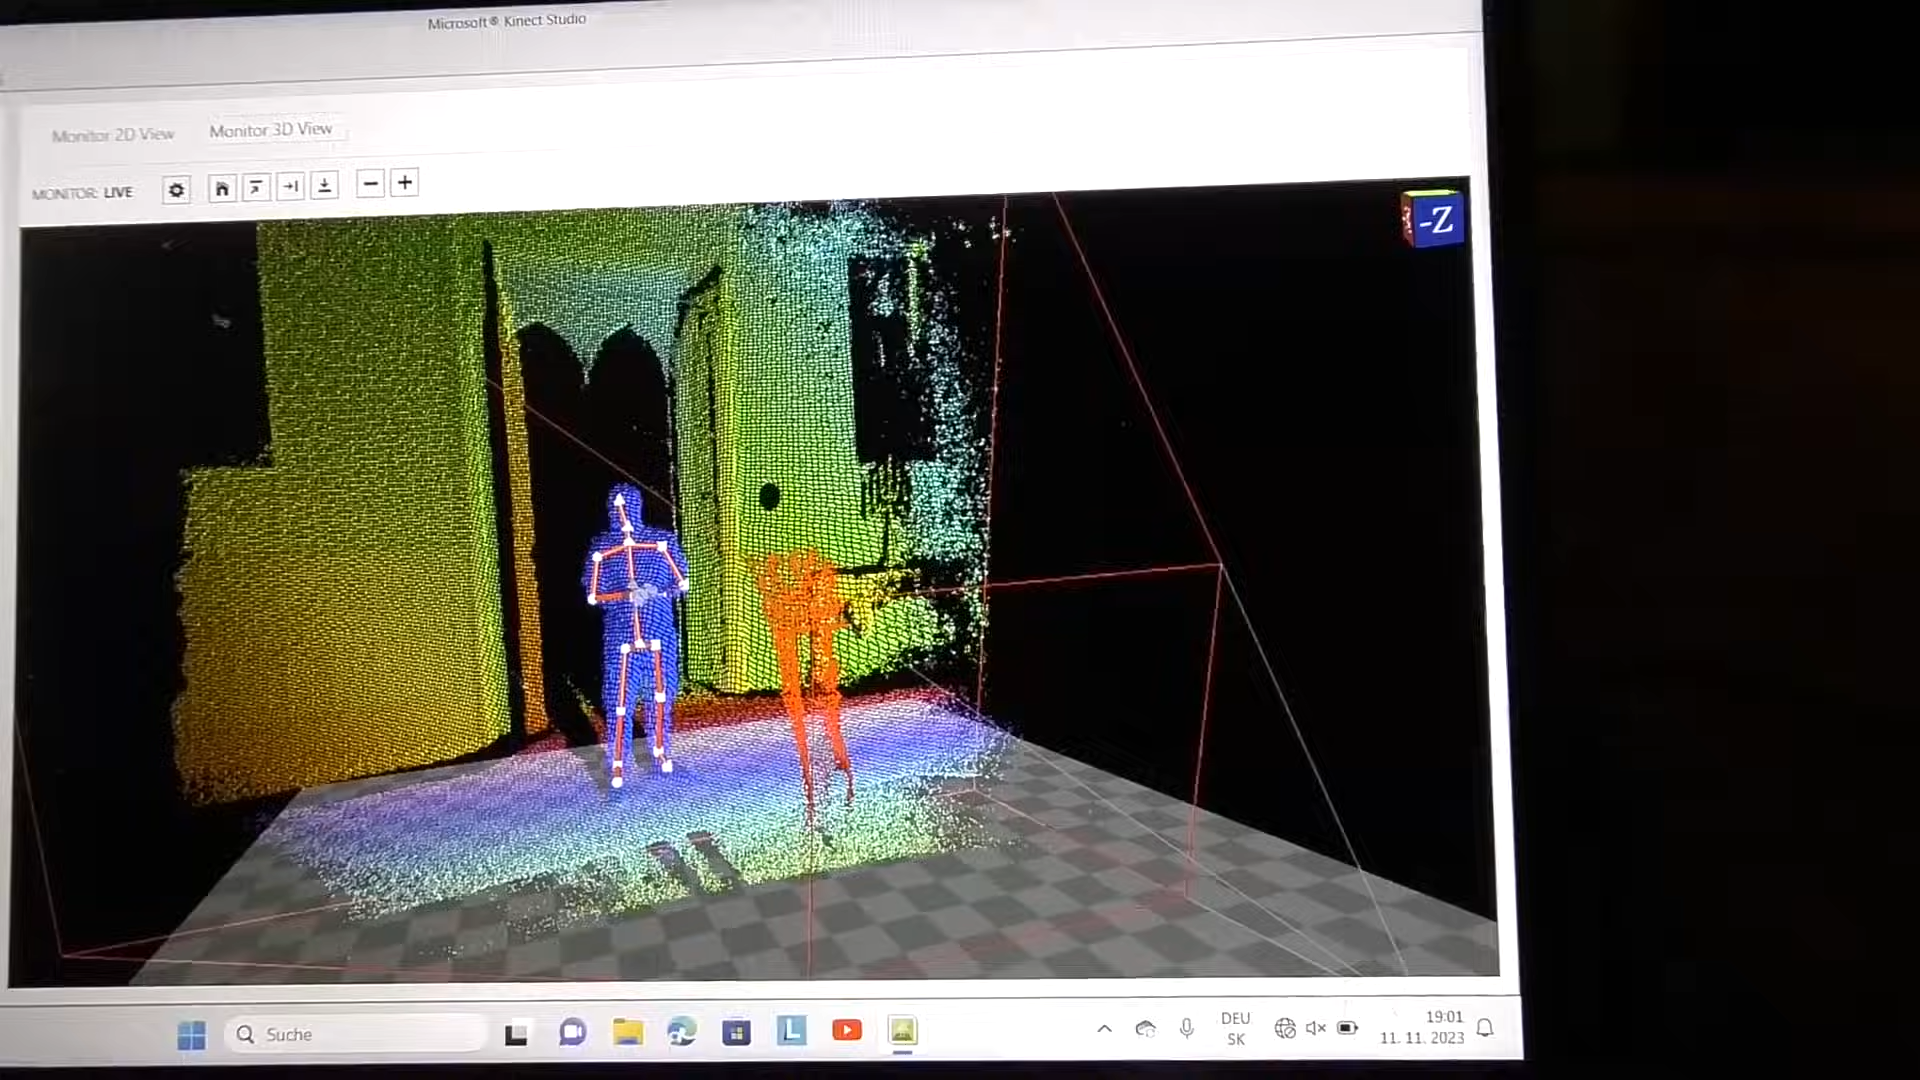 Microsoft® Kinect Studio
Monitor 2D View Monitor 3D View
MONITOR: LIVE
-Z
Suche
L
DEU
SK
19:01
11. 11. 2023